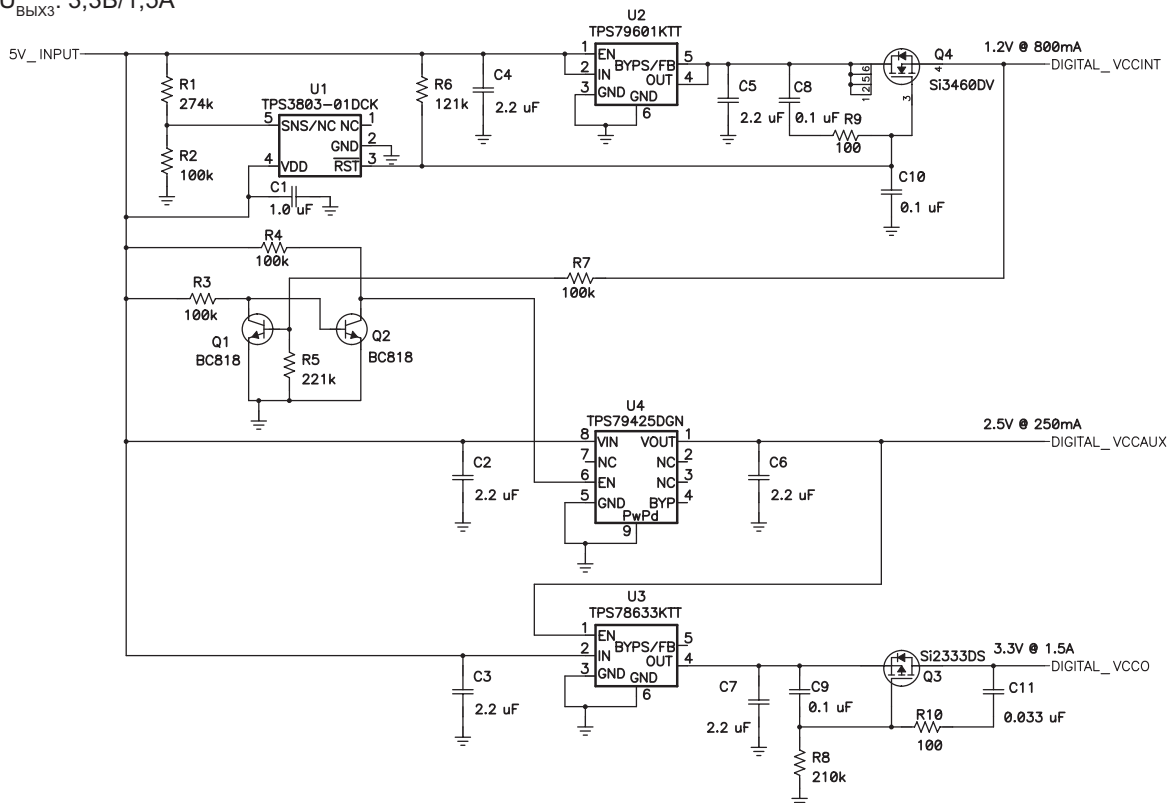 UВЫХ3: 3,3В/1,5А
5V_INPUT
U2
TPS79601KTT
1 EN
2 IN
3 GND
BYPS/FB 5
OUT 4
GND
6
C4
2.2 uF
R1
274k
R2
100k
U1
TPS3803-01DCK
5 SNS/NC NC 1
GND 2
4 VDD RST 3
C1
1.0 uF
R6
121k
C5
2.2 uF
C8
0.1 uF
R9
100
1 2 5 6
4
3
Q4
Si3460DV
1.2V @ 800mA
DIGITAL_VCCINT
C10
0.1 uF
R4
100k
R7
100k
R3
100k
Q1
BC818
Q2
BC818
R5
221k
U4
TPS79425DGN
8 VIN VOUT 1
7 NC NC 2
6 EN NC 3
5 GND BYP 4
PwPd
9
C2
2.2 uF
C6
2.2 uF
2.5V @ 250mA
DIGITAL_VCCAUX
U3
TPS78633KTT
1 EN
2 IN
3 GND
BYPS/FB 5
OUT 4
GND
6
C3
2.2 uF
C7
2.2 uF
C9
0.1 uF
Si2333DS
Q3
3.3V @ 1.5A
DIGITAL_VCCO
C11
0.033 uF
R10
100
R8
210k